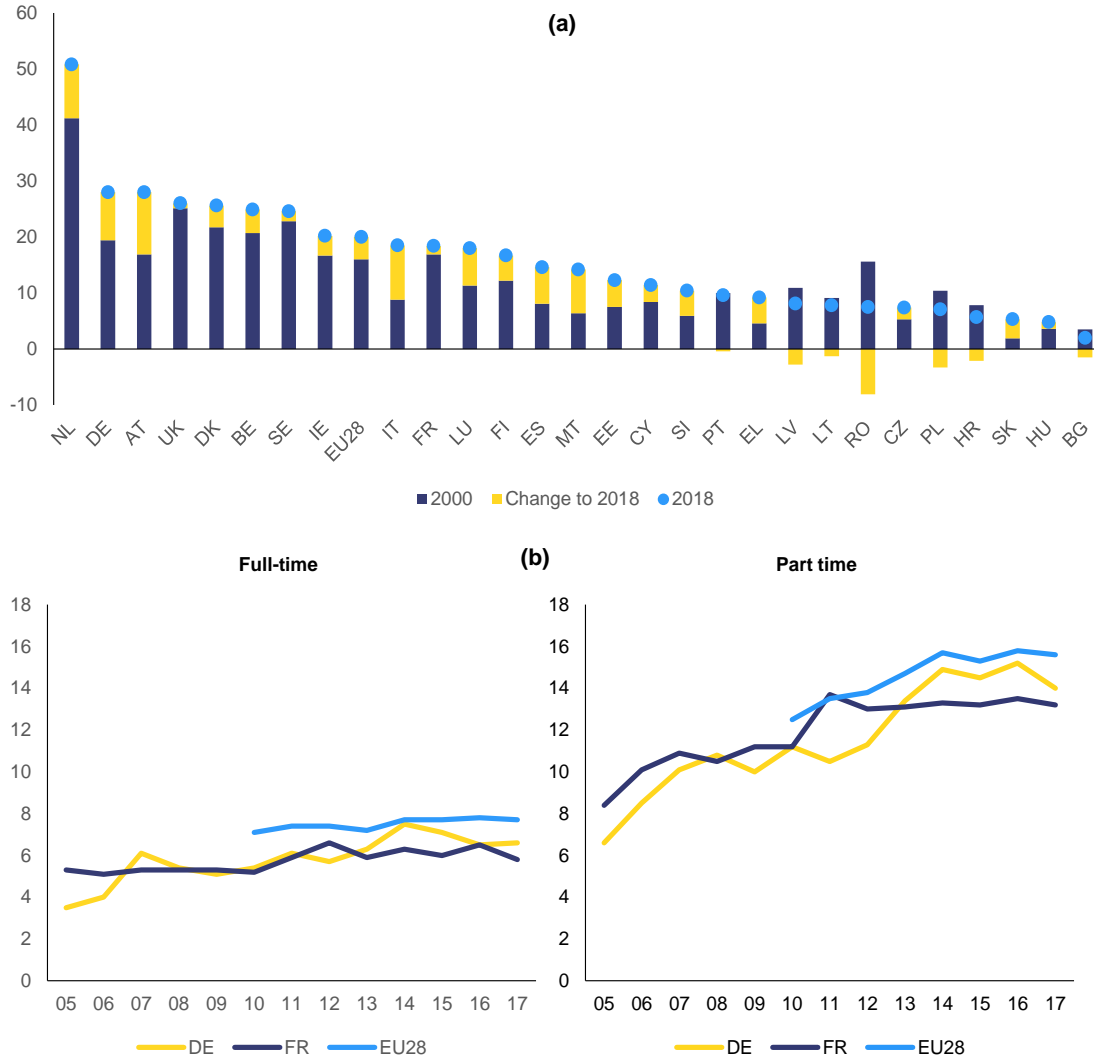 (a)
60
50
40
30
20
10
0
-10
NL DE AT UK DK BE SE IE EU28 IT FR LU FI ES MT EE CY SI PT EL LV LT RO CZ PL HR SK HU BG
2000 Change to 2018 2018
(b)
Full-time
18
16
14
12
10
8
6
4
2
0
05 06 07 08 09 10 11 12 13 14 15 16 17
DE FR EU28
Part time
18
16
14
12
10
8
6
4
2
0
05 06 07 08 09 10 11 12 13 14 15 16 17
DE FR EU28